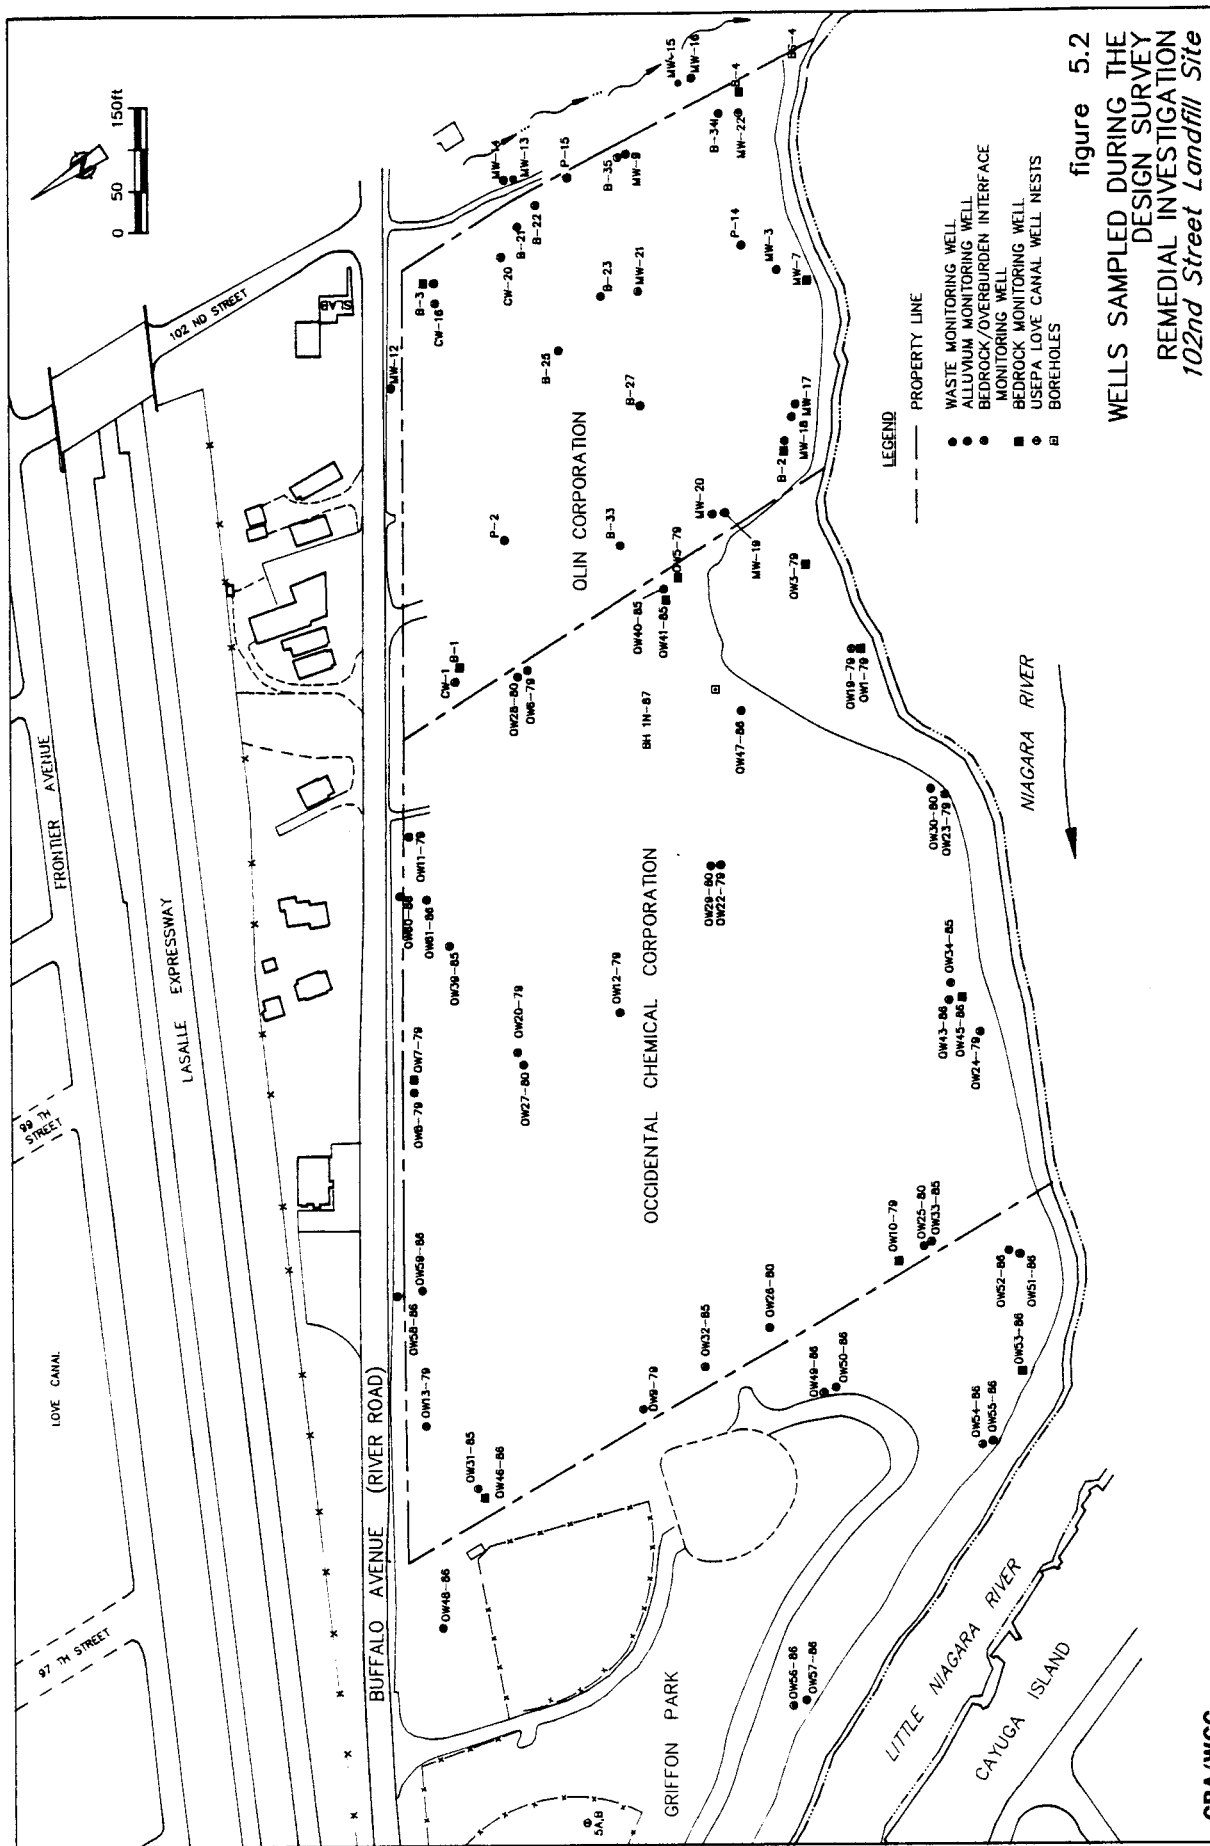 0 50 150ft
102 ND STREET
FRONTIER AVENUE
LASALLE EXPRESSWAY
99 TH
STREET
LOVE CANAL
97 TH STREET
BUFFALO AVENUE (RIVER ROAD)
S/AB
MW-12
MW-15
MW-16
MW-14
MW-13
P-15
B-35
MW-9
B-34
MW-22
B-4
BS-4
B-3
CW-16
CW-20
B-21
B-22
B-23
MW-21
P-14
MW-3
MW-7
B-25
B-27
MW-17
MW-18
B-2
OLIN CORPORATION
P-2
B-33
MW-20
MW-19
OW5-79
OW40-85
OW41-85
OW3-79
CW-1
B-1
OW28-80
OW6-79
BH 1N-87
OW47-86
OW19-79
OW1-79
OW11-79
OW60-86
OW61-86
OW39-85
OW29-80
OW22-79
OW30-80
OW23-79
OW12-79
OW20-79
OW27-80
OW7-79
OW8-79
OW34-85
OW43-86
OW45-86
OW24-79
OCCIDENTAL CHEMICAL CORPORATION
OW59-86
OW58-86
OW13-79
OW31-85
OW46-86
OW48-86
OW10-79
OW25-80
OW33-85
OW26-80
OW32-85
OW9-79
OW49-86
OW50-86
OW52-86
OW51-86
OW53-86
OW54-86
OW55-86
OW56-86
OW57-86
5A,B
GRIFFON PARK
NIAGARA RIVER
LITTLE NIAGARA RIVER
CAYUGA ISLAND
LEGEND
PROPERTY LINE
WASTE MONITORING WELL
ALLUVIUM MONITORING WELL
BEDROCK/OVERBURDEN INTERFACE
MONITORING WELL
BEDROCK MONITORING WELL
USEPA LOVE CANAL WELL NESTS
BOREHOLES
figure 5.2
WELLS SAMPLED DURING THE
DESIGN SURVEY
REMEDIAL INVESTIGATION
102nd Street Landfill Site
CRA/WCC